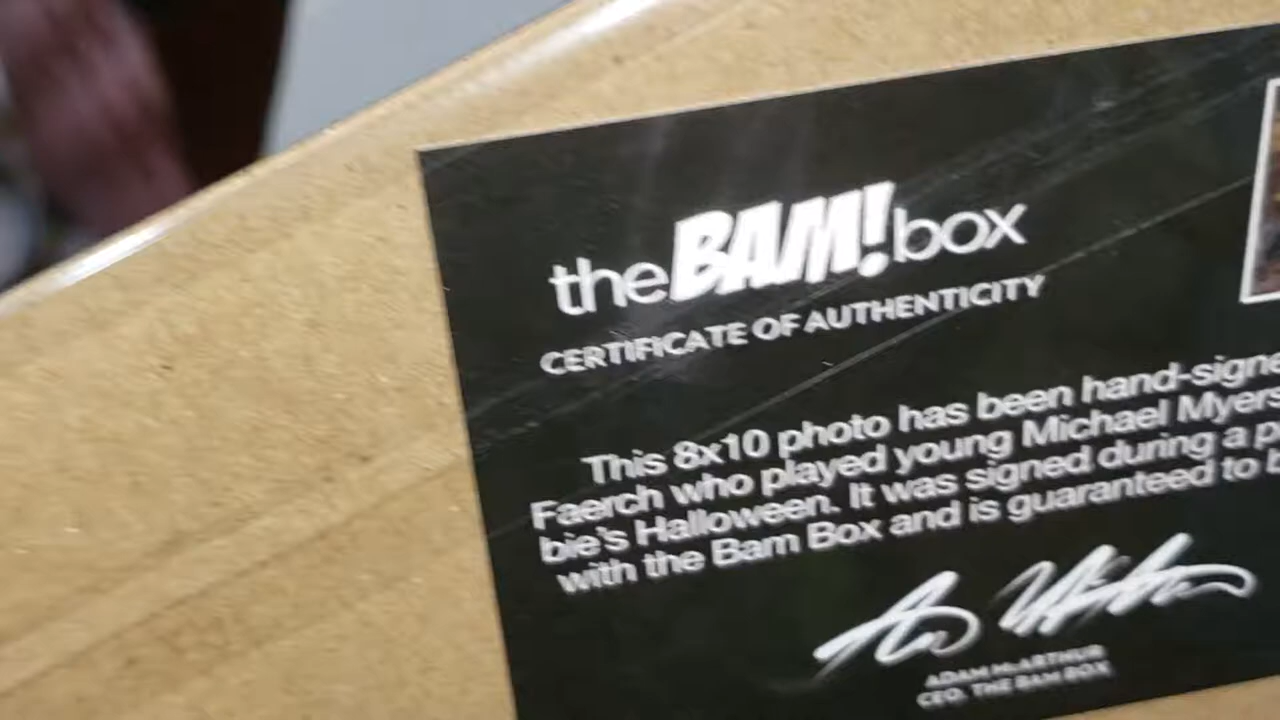 theBAM!box
CERTIFICATE OF AUTHENTICITY
This 8x10 photo has been hand-signe
Faerch who played young Michael Myers
bie's Halloween. It was signed during a p
with the Bam Box and is guaranteed to b
ADAM McARTHUR
CEO, THE BAM BOX